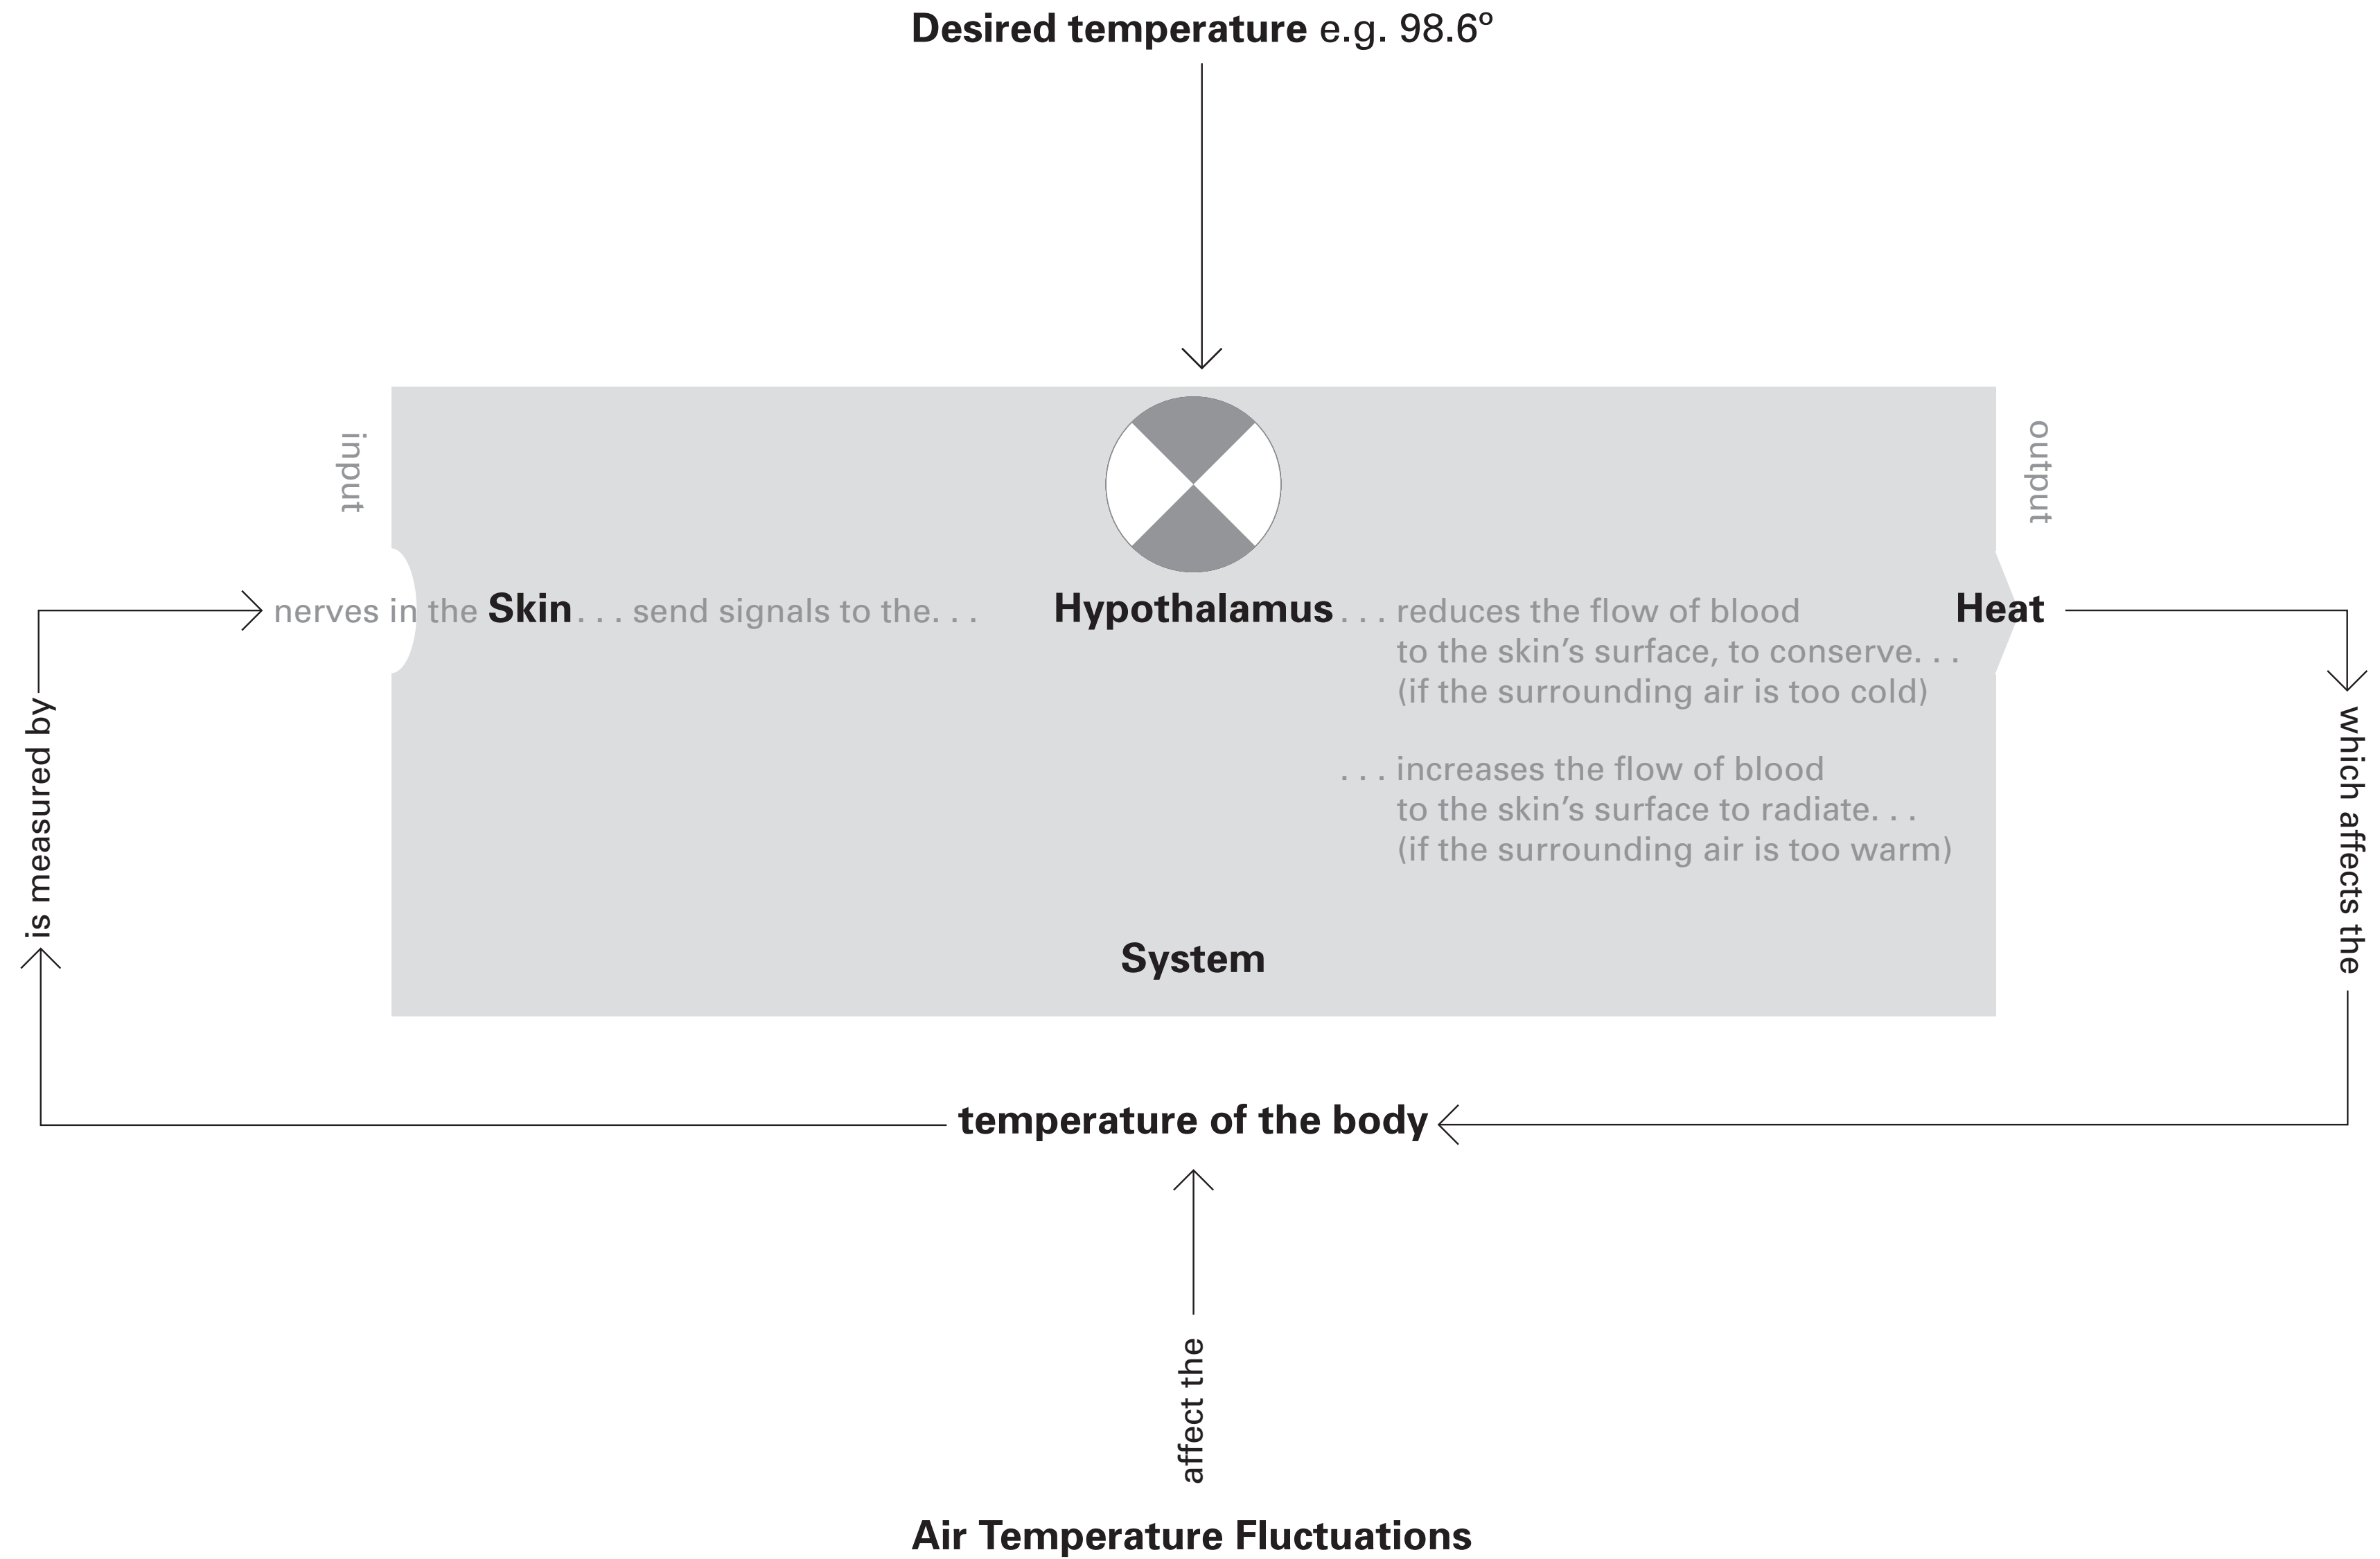 Desired temperature e.g. 98.6º
input
output
nerves in the Skin. . . send signals to the. . .
Hypothalamus. . . reduces the flow of blood
to the skin’s surface, to conserve. . .
(if the surrounding air is too cold)
Heat
. . . increases the flow of blood
to the skin’s surface to radiate. . .
(if the surrounding air is too warm)
System
which affects the
temperature of the body
is measured by
affect the
Air Temperature Fluctuations